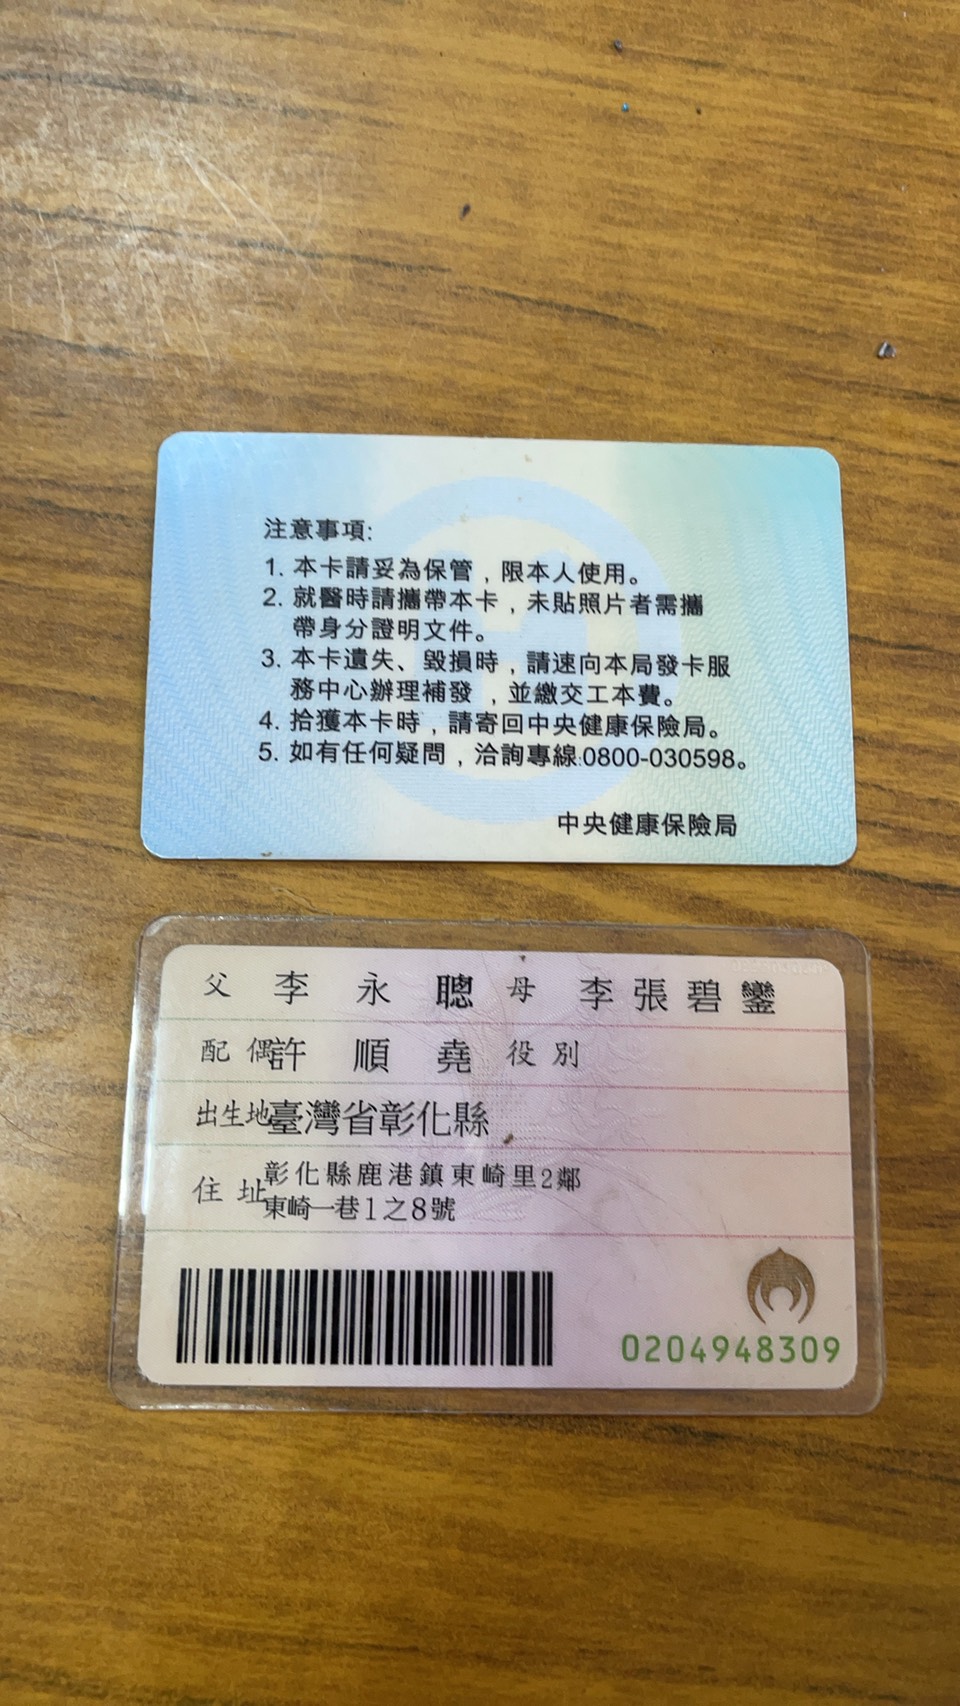 注意事項:
1. 本卡請妥為保管，限本人使用。
2. 就醫時請攜帶本卡，未貼照片者需攜
帶身分證明文件。
3. 本卡遺失、毀損時，請速向本局發卡服
務中心辦理補發，並繳交工本費。
4. 拾獲本卡時，請寄回中央健康保險局。
5. 如有任何疑問，洽詢專線:0800-030598。
中央健康保險局
父 李永聰 母 李張碧鑾
配偶 許順堯 役別
出生地 臺灣省彰化縣
住址 彰化縣鹿港鎮東崎里2鄰
東崎一巷1之8號
0204948309